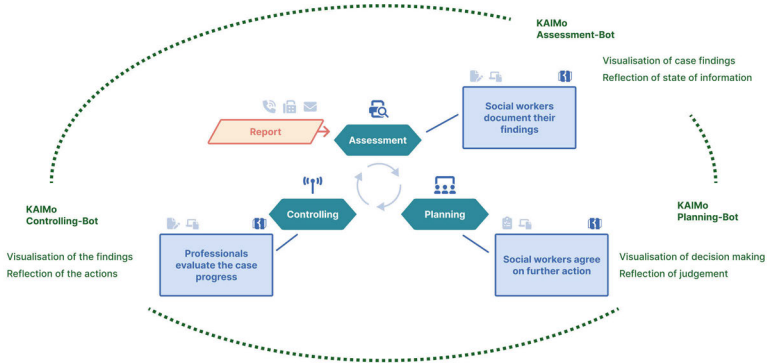 KAIMo
Assessment-Bot
Visualisation of case findings
Reflection of state of information
Social workers
document their
findings
Report
Assessment
KAIMo
Controlling-Bot
Visualisation of the findings
Reflection of the actions
Controlling
Planning
KAIMo
Planning-Bot
Visualisation of decision making
Reflection of judgement
Professionals
evaluate the case
progress
Social workers agree
on further action